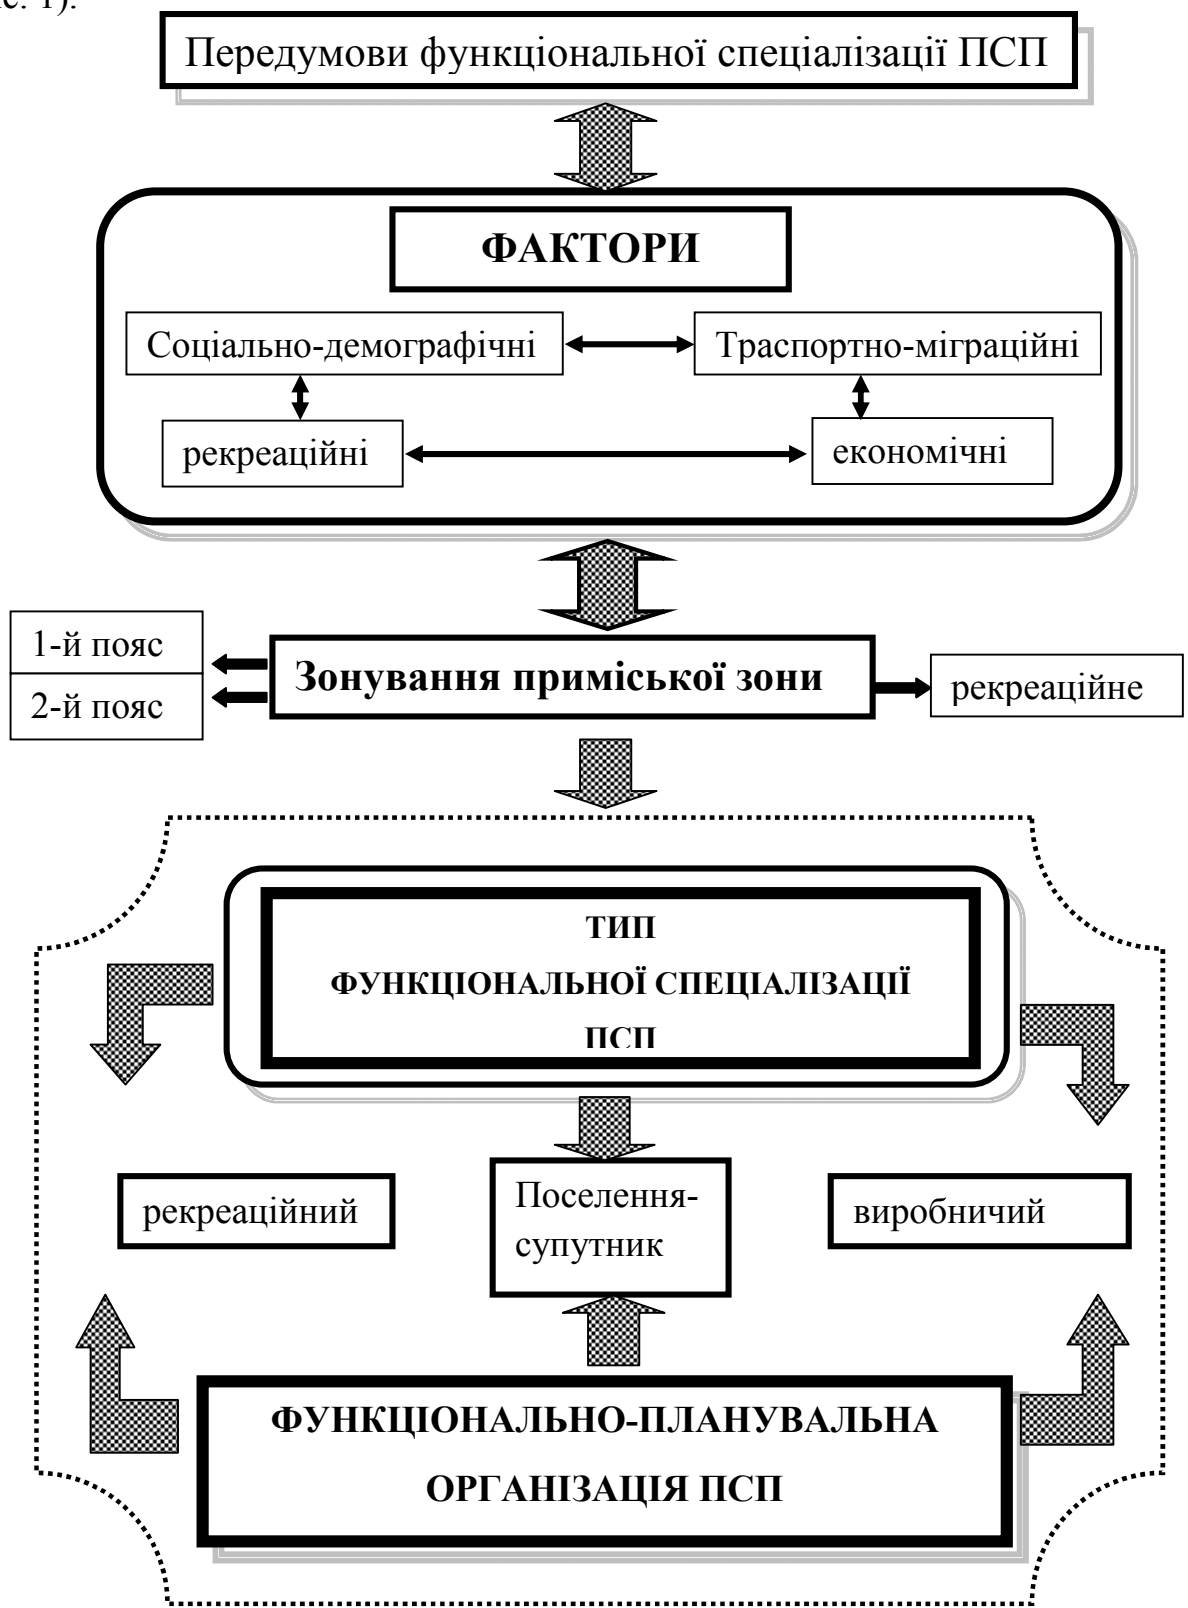 с. 1).
Передумови функціональної спеціалізації ПСП
ФАКТОРИ
Соціально-демографічні
Траспортно-міграційні
рекреаційні
економічні
1-й пояс
2-й пояс
Зонування приміської зони
рекреаційне
ТИП
ФУНКЦІОНАЛЬНОЇ СПЕЦІАЛІЗАЦІЇ
ПСП
рекреаційний
Поселення-
супутник
виробничий
ФУНКЦІОНАЛЬНО-ПЛАНУВАЛЬНА
ОРГАНІЗАЦІЯ ПСП